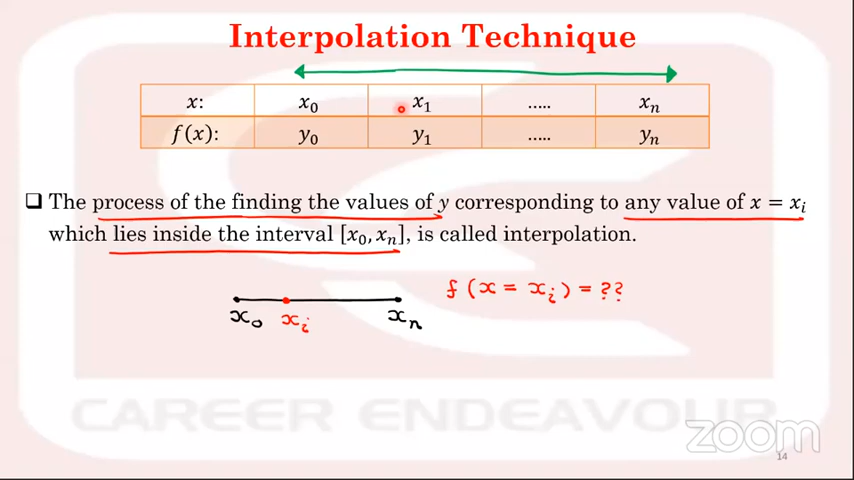 Interpolation Technique
x: x₀ x₁ ..... xₙ
f(x): y₀ y₁ ..... yₙ
❑ The process of the finding the values of y corresponding to any value of x = xᵢ
which lies inside the interval [x₀, xₙ], is called interpolation.
f (x = xᵢ) = ??
x₀ xᵢ xₙ
CAREER ENDEAVOUR
zoom
14